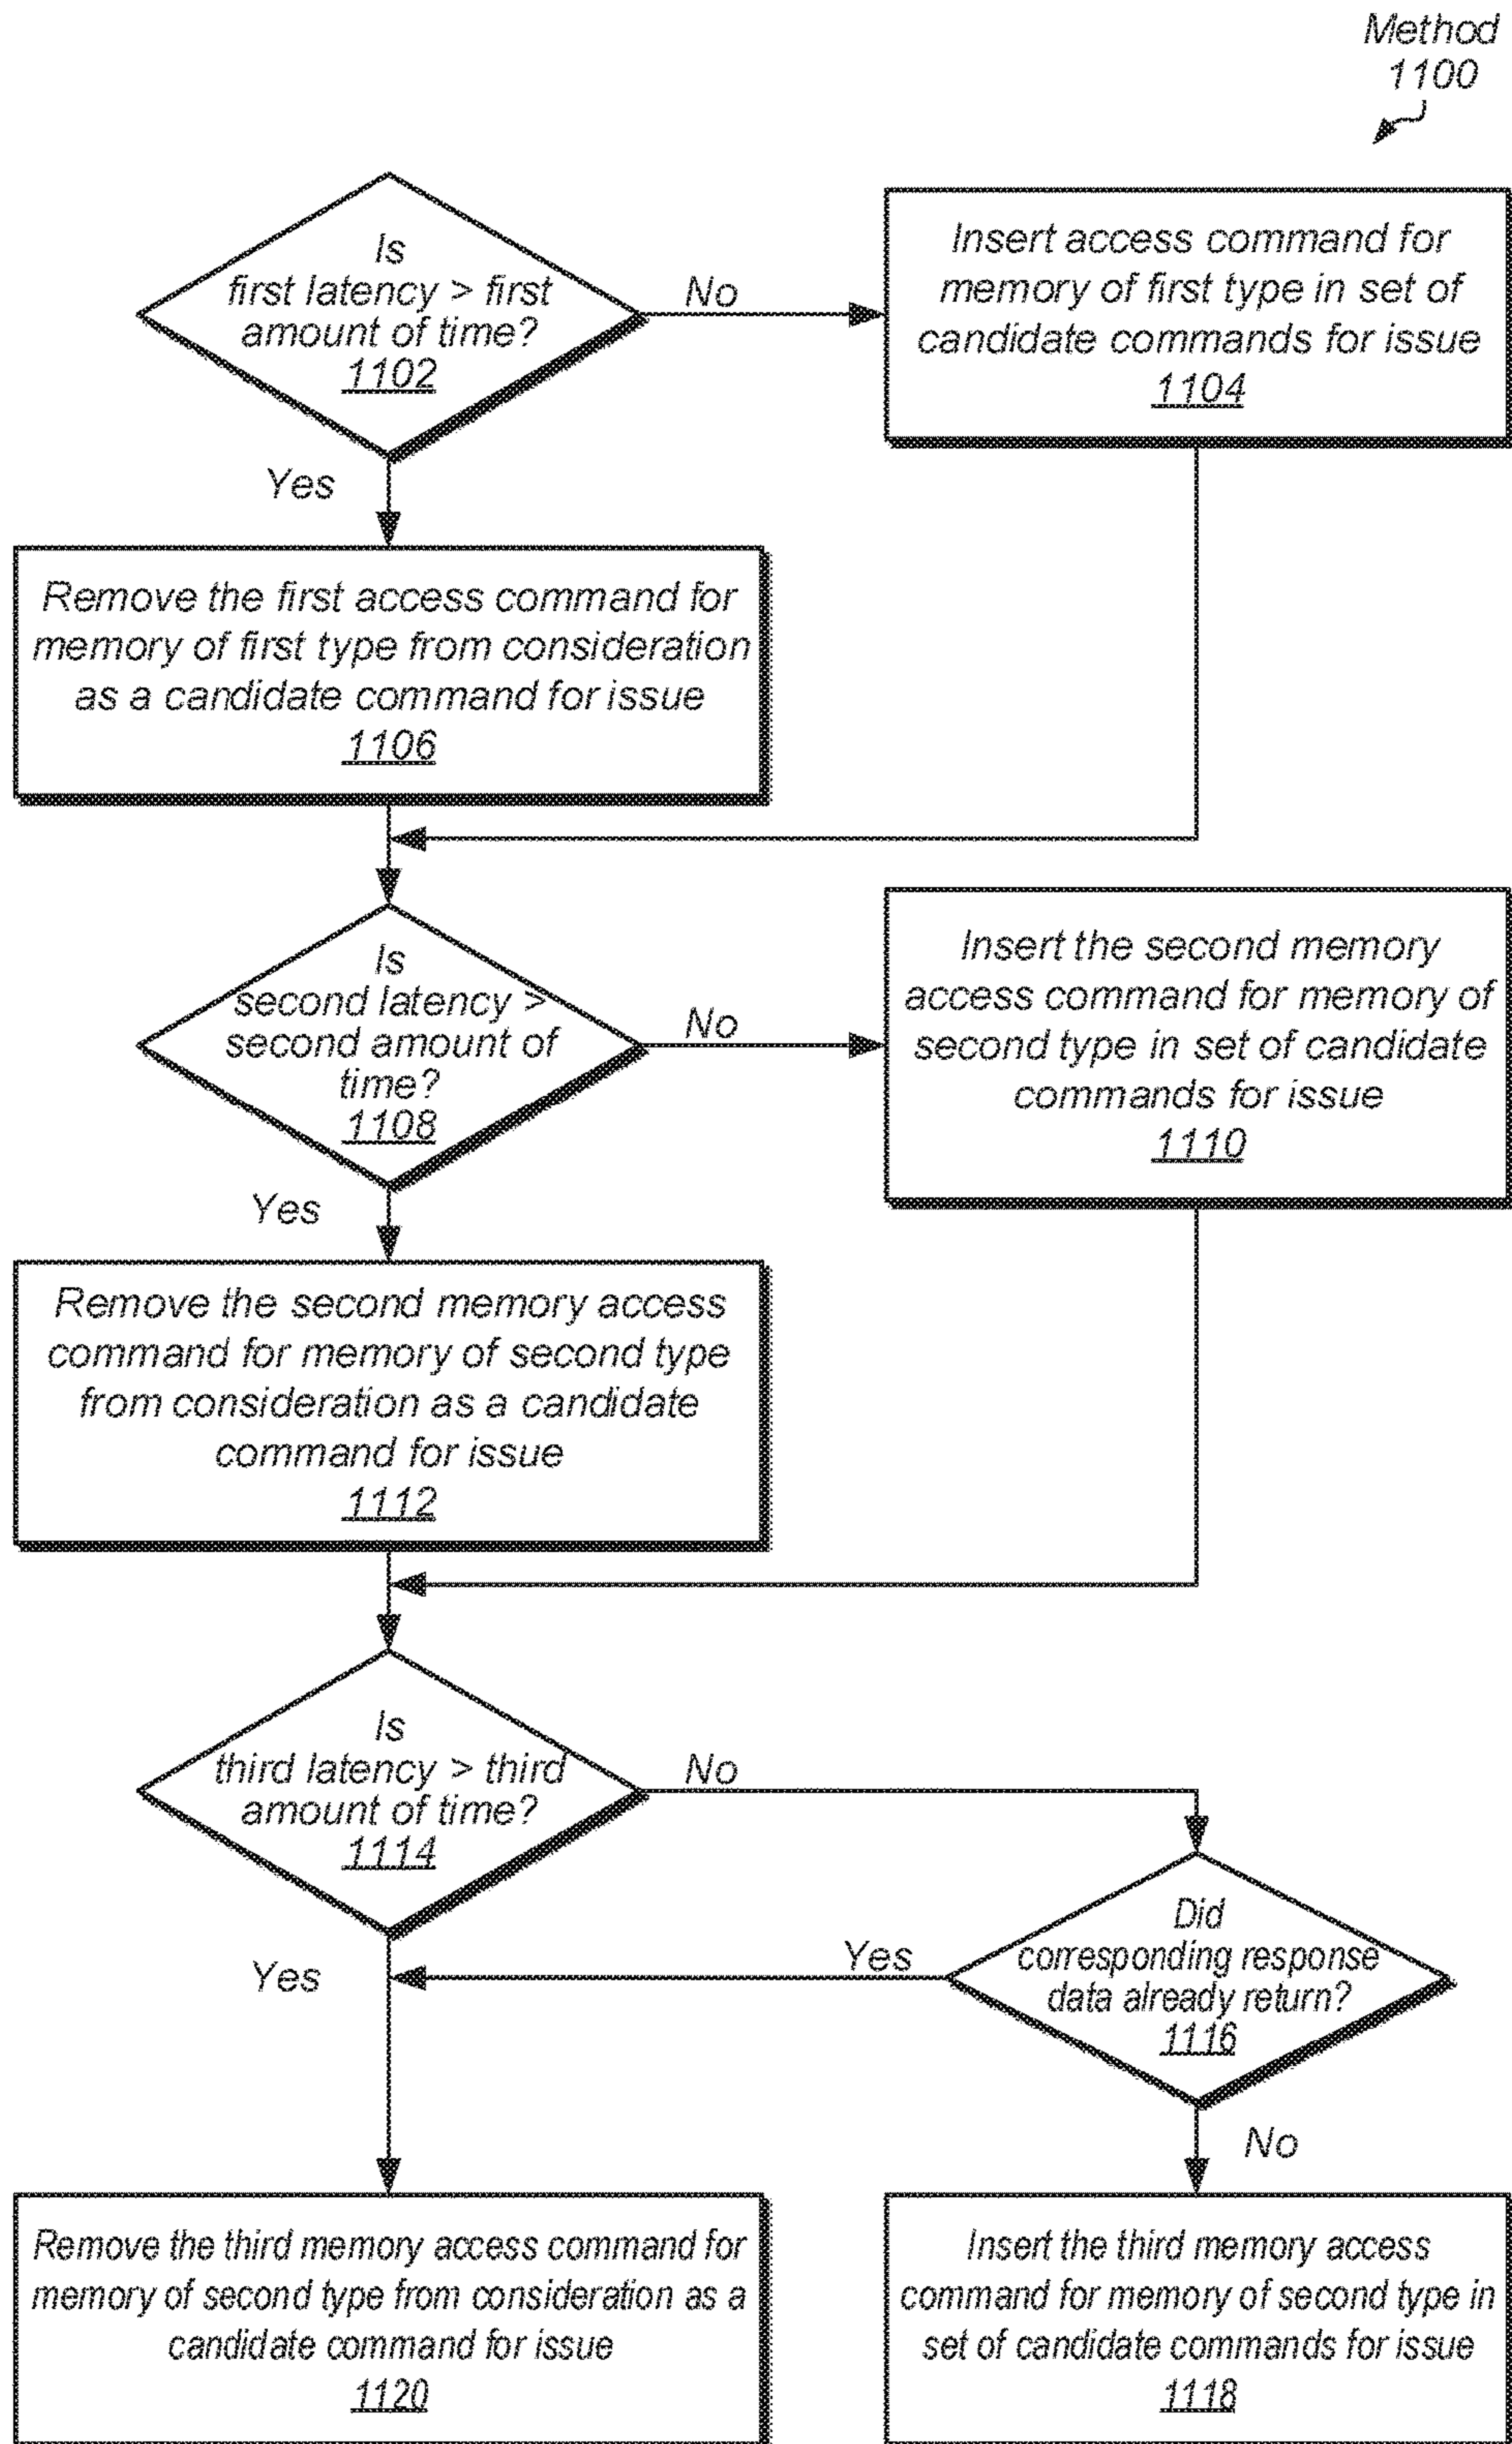 Method
1100
Is
first latency > first
amount of time?
1102
No
Insert access command for
memory of first type in set of
candidate commands for issue
1104
Yes
Remove the first access command for
memory of first type from consideration
as a candidate command for issue
1106
Is
second latency >
second amount of
time?
1108
No
Insert the second memory
access command for memory of
second type in set of candidate
commands for issue
1110
Yes
Remove the second memory access
command for memory of second type
from consideration as a candidate
command for issue
1112
Is
third latency > third
amount of time?
1114
No
Yes
Did
corresponding response
data already return?
1116
Yes
No
Remove the third memory access command for
memory of second type from consideration as a
candidate command for issue
1120
Insert the third memory access
command for memory of second type in
set of candidate commands for issue
1118